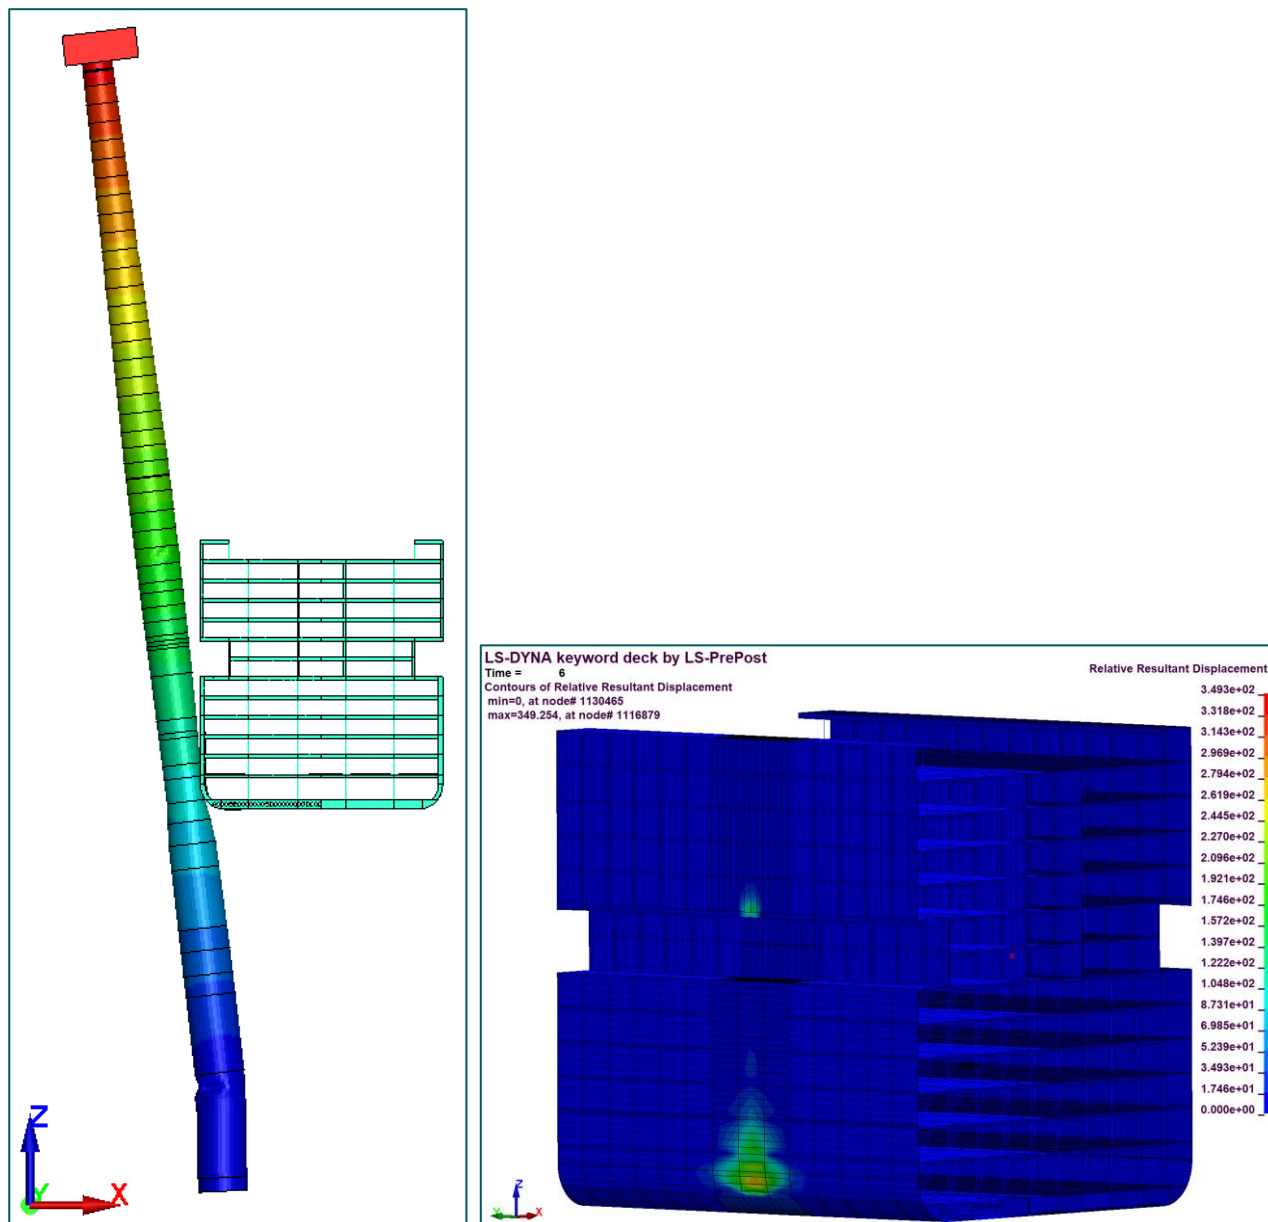 Z
Y
X
LS-DYNA keyword deck by LS-PrePost
Time = 6
Contours of Relative Resultant Displacement
min=0, at node# 1130465
max=349.254, at node# 1116879
Relative Resultant Displacement
3.493e+02
3.318e+02
3.143e+02
2.969e+02
2.794e+02
2.619e+02
2.445e+02
2.270e+02
2.096e+02
1.921e+02
1.746e+02
1.572e+02
1.397e+02
1.222e+02
1.048e+02
8.731e+01
6.985e+01
5.239e+01
3.493e+01
1.746e+01
0.000e+00
Z
Y
X